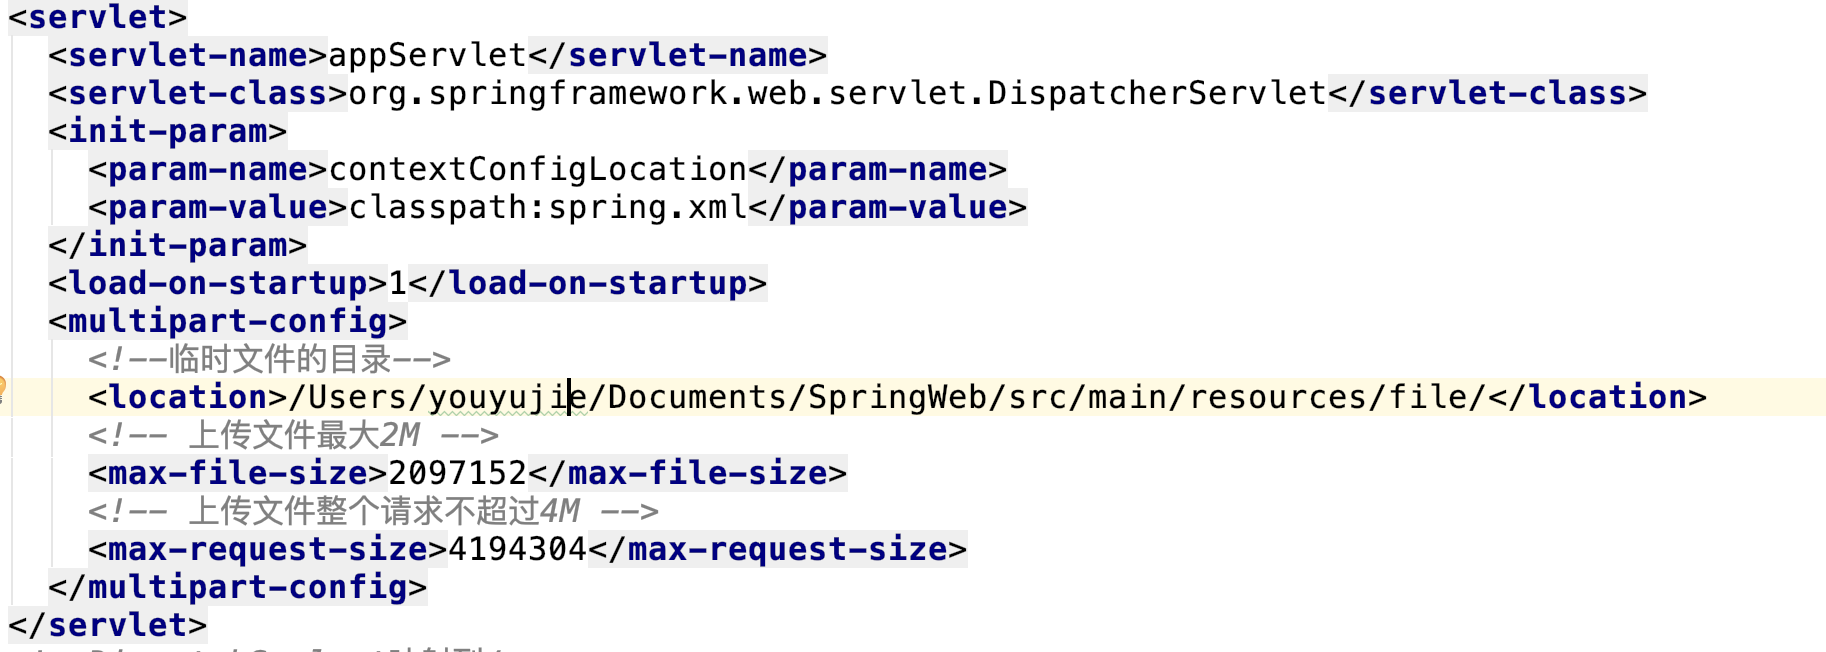 <servlet>
<servlet-name>appServlet</servlet-name>
<servlet-class>org.springframework.web.servlet.DispatcherServlet</servlet-class>
<init-param>
<param-name>contextConfigLocation</param-name>
<param-value>classpath:spring.xml</param-value>
</init-param>
<load-on-startup>1</load-on-startup>
<multipart-config>
<!--临时文件的目录-->
<location>/Users/youyujie/Documents/SpringWeb/src/main/resources/file/</location>
<!-- 上传文件最大2M -->
<max-file-size>2097152</max-file-size>
<!-- 上传文件整个请求不超过4M -->
<max-request-size>4194304</max-request-size>
</multipart-config>
</servlet>